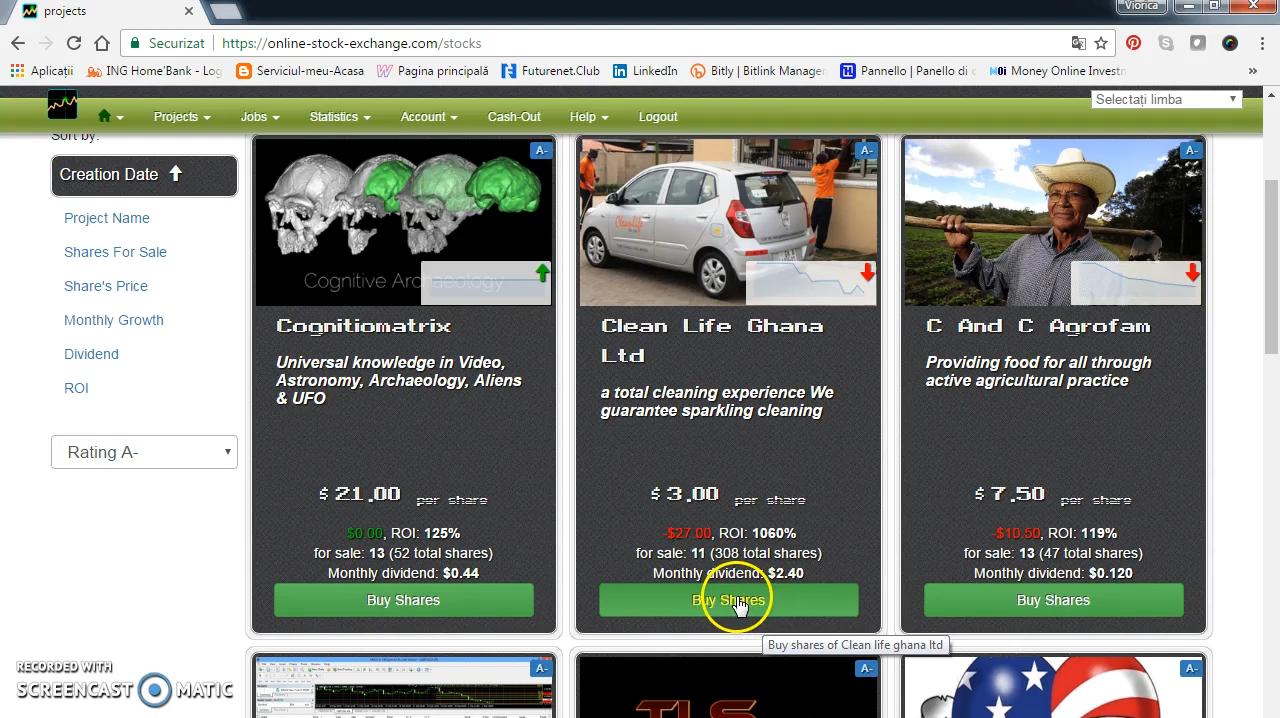 projects
Viorica
Securizat
https://online-stock-exchange.com/stocks
Aplicații
ING Home'Bank - Log
Serviciul-meu-Acasa
Pagina principală
Futurenet.Club
LinkedIn
Bitly | Bitlink Manager
Pannello | Panello di c
Money Online Investm
Selectați limba
Projects
Jobs
Statistics
Account
Cash-Out
Help
Logout
Sort by:
Creation Date
Project Name
Shares For Sale
Share's Price
Monthly Growth
Dividend
ROI
Rating A-
A-
Cognitive Archaeology
Cognitiomatrix
Universal knowledge in Video,
Astronomy, Archaeology, Aliens
& UFO
$ 21.00 per share
$0.00, ROI: 125%
for sale: 13 (52 total shares)
Monthly dividend: $0.44
Buy Shares
A-
Clean Life Ghana
Ltd
a total cleaning experience We
guarantee sparkling cleaning
$ 3.00 per share
-$27.00, ROI: 1060%
for sale: 11 (308 total shares)
Monthly dividend: $2.40
Buy Shares
Buy shares of Clean life ghana ltd
A-
C And C Agrofam
Providing food for all through
active agricultural practice
$ 7.50 per share
-$10.50, ROI: 119%
for sale: 13 (47 total shares)
Monthly dividend: $0.120
Buy Shares
A-
A-
TLS
A-
RECORDED WITH
SCREENCAST MATIC